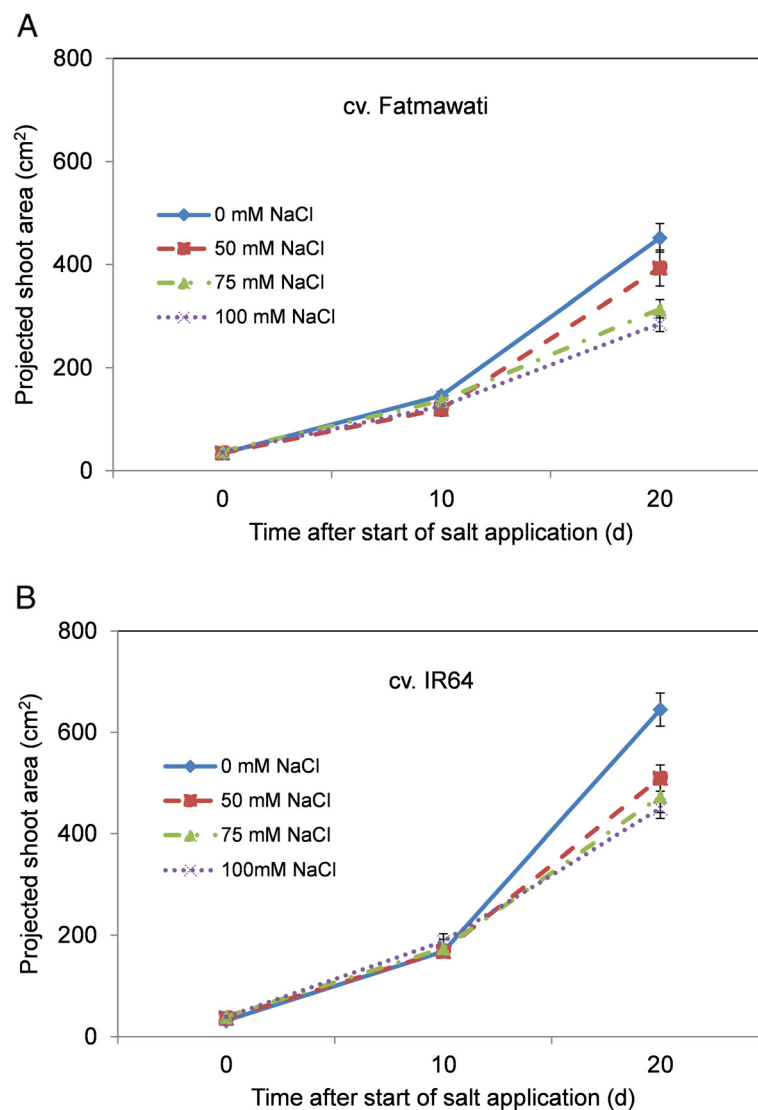 A
800
600
400
200
0
Projected shoot area (cm²)
cv. Fatmawati
0 mM NaCl
50 mM NaCl
75 mM NaCl
100 mM NaCl
0 10 20
Time after start of salt application (d)
B
800
600
400
200
0
Projected shoot area (cm²)
cv. IR64
0 mM NaCl
50 mM NaCl
75 mM NaCl
100mM NaCl
0 10 20
Time after start of salt application (d)